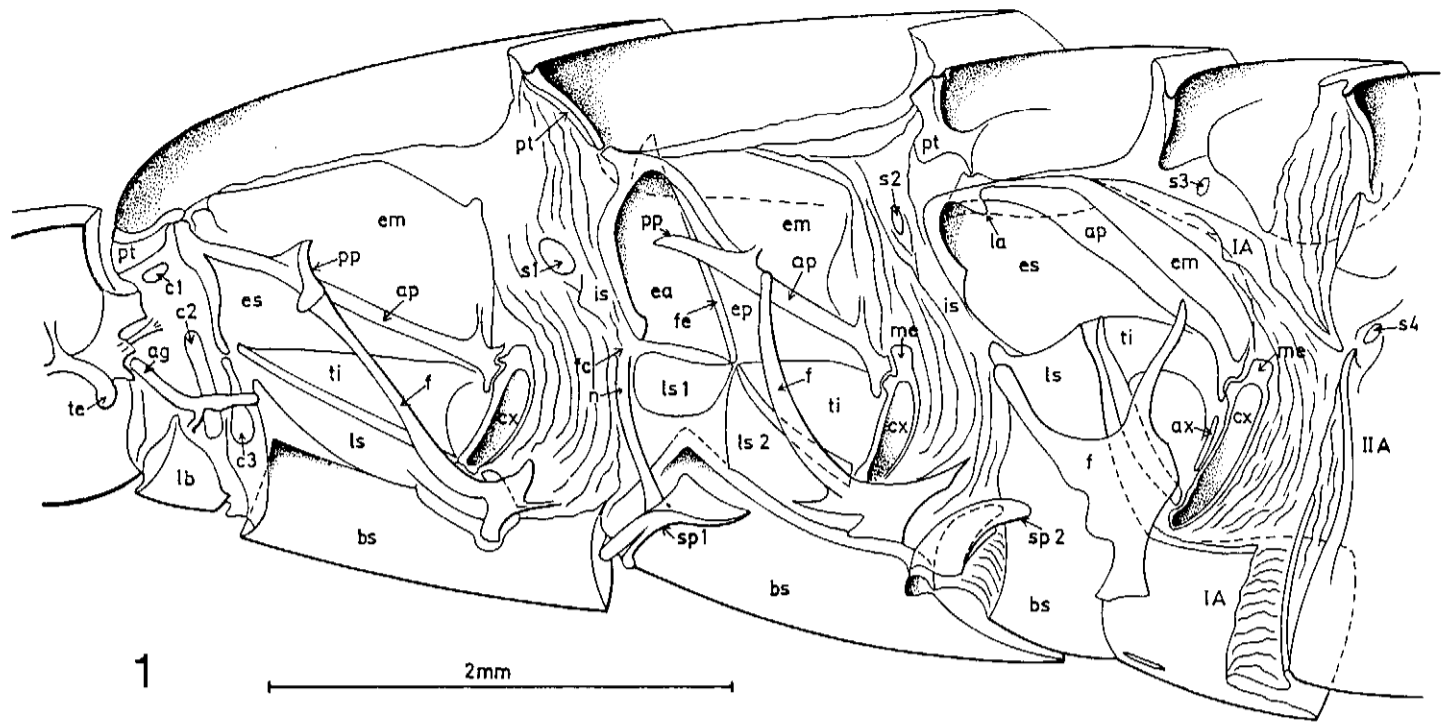 pt
s2
pt
s3
em
pp
em
la
ap
IA
pt
c1
pp
s1
is
ap
es
em
c2
es
ap
ea
fe
ep
is
s4
ag
fc
me
ti
me
te
ti
f
n
ls 1
f
ls
cx
ls
cx
ls 2
ti
cx
ax
IIA
lb
c3
f
bs
sp1
sp 2
bs
bs
IA
1
2mm